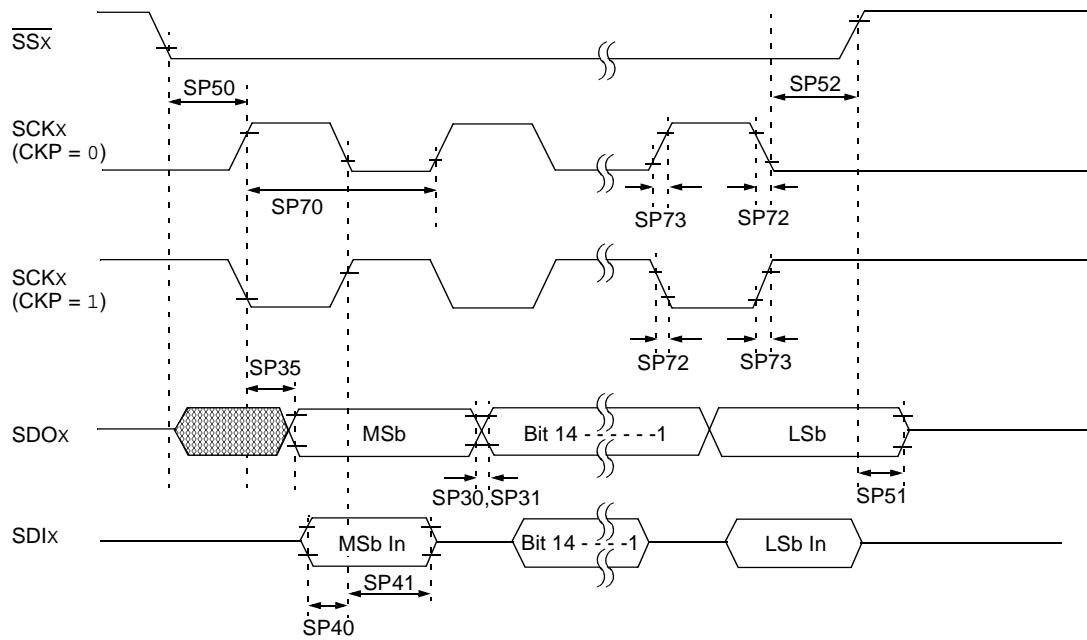 SSx
SP50
SP52
SCKx
(CKP = 0)
SP70
SP73
SP72
SCKx
(CKP = 1)
SP35
SP72
SP73
SDOx
MSb
Bit 14 - - - - - -1
LSb
SP30,SP31
SP51
SDIx
MSb In
Bit 14 - - - -1
LSb In
SP41
SP40